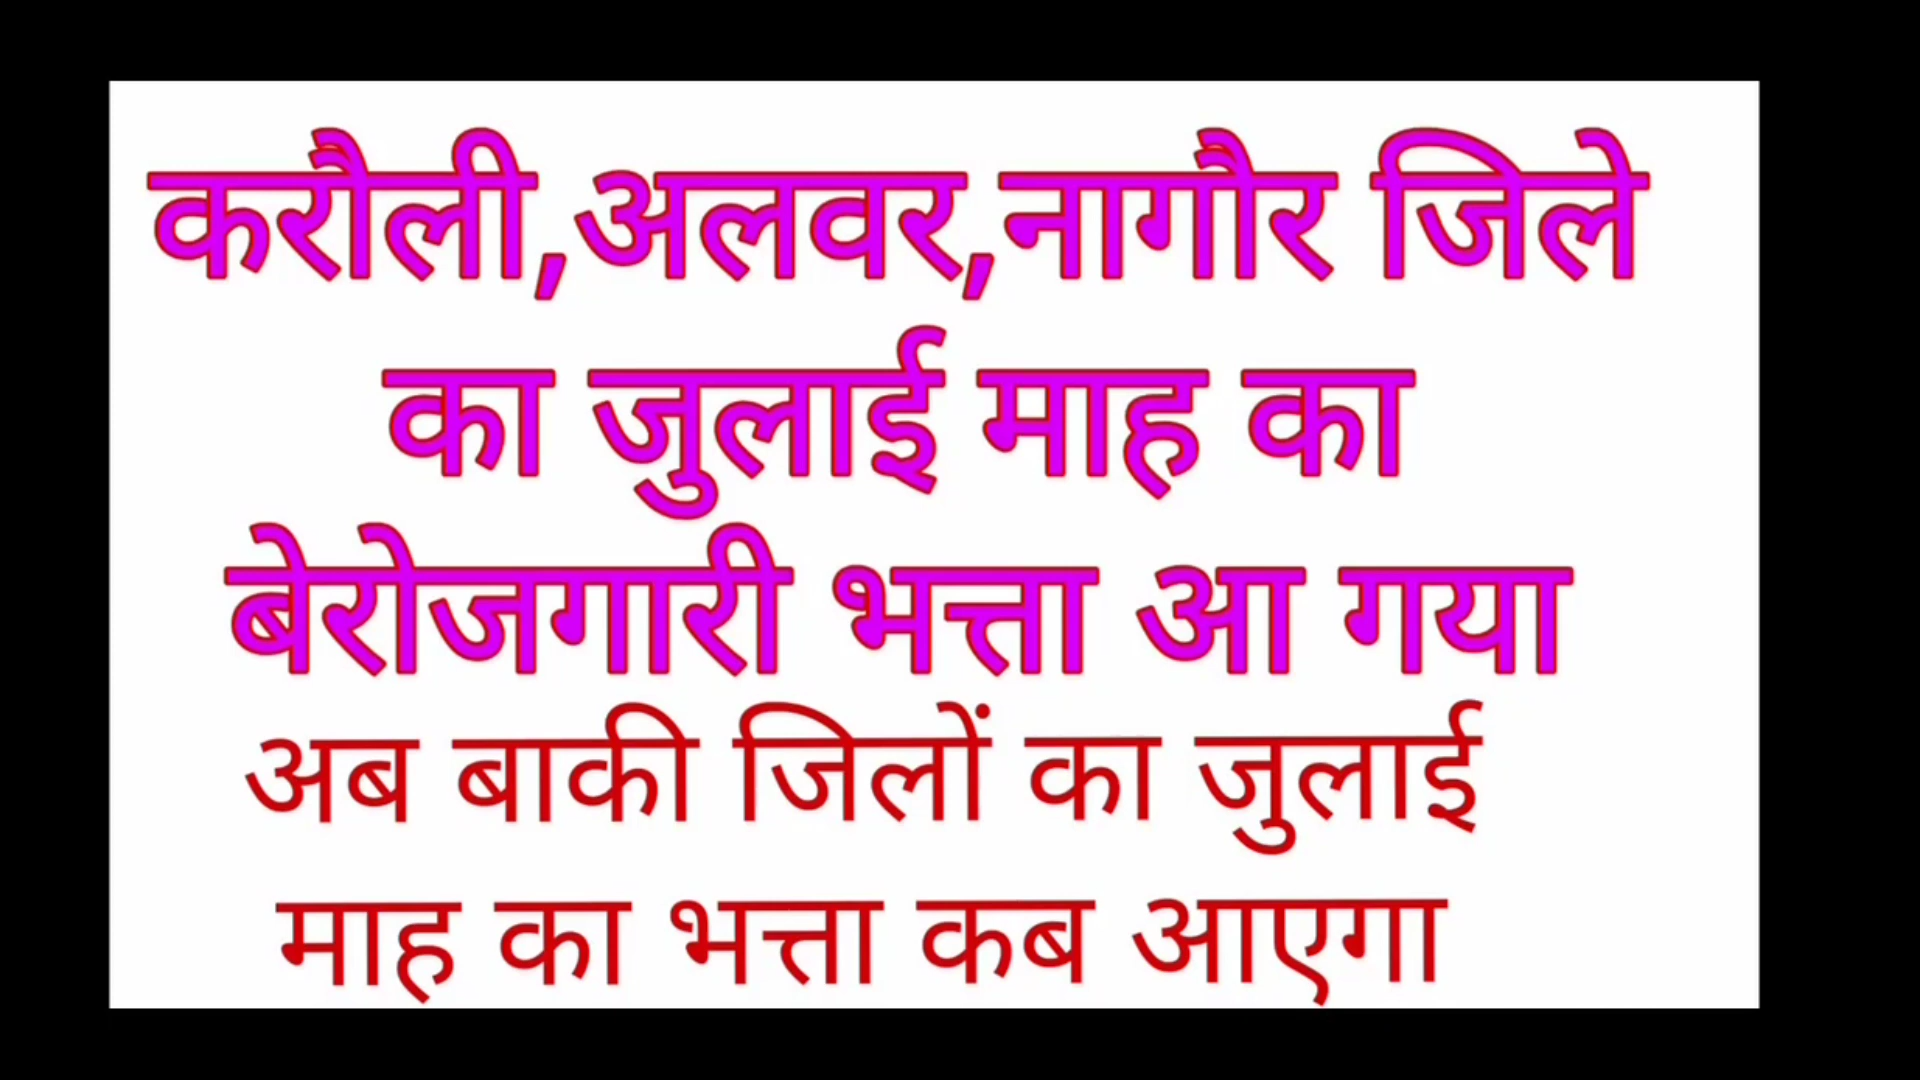 करौली,अलवर,नागौर जिले
का जुलाई माह का
बेरोजगारी भत्ता आ गया
अब बाकी जिलों का जुलाई
माह का भत्ता कब आएगा